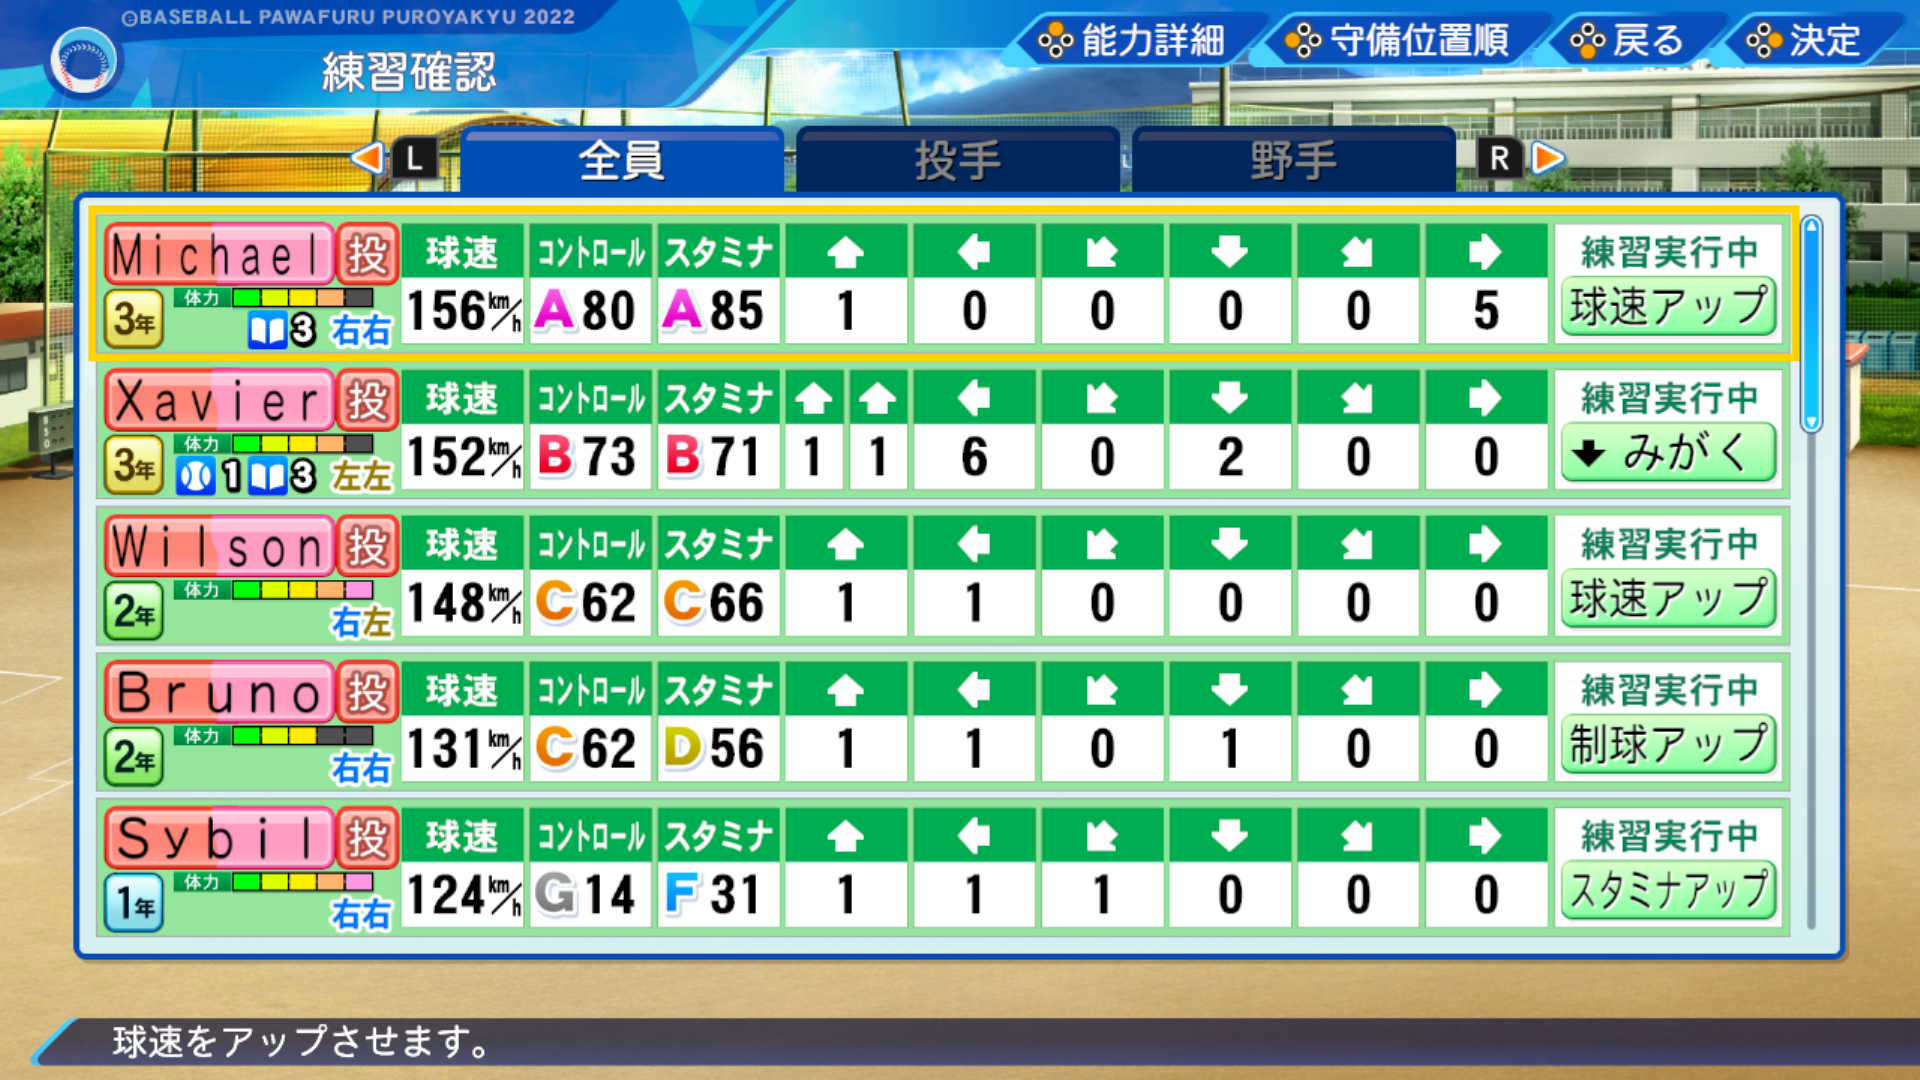 ©BASEBALL PAWAFURU PUROYAKYU 2022
練習確認
能力詳細 守備位置順 戻る 決定
L 全員 投手 野手 R
Michael 投 球速 コントロール スタミナ ⬆ ⬅ ↙ ⬇ ↘ ➡ 練習実行中
3年 体力 3 右右 156km/h A80 A85 1 0 0 0 0 5 球速アップ
Xavier 投 球速 コントロール スタミナ ⬆ ⬆ ⬅ ↙ ⬇ ↘ ➡ 練習実行中
3年 体力 1 3 左左 152km/h B73 B71 1 1 6 0 2 0 0 ⬇みがく
Wilson 投 球速 コントロール スタミナ ⬆ ⬅ ↙ ⬇ ↘ ➡ 練習実行中
2年 体力 右左 148km/h C62 C66 1 1 0 0 0 0 球速アップ
Bruno 投 球速 コントロール スタミナ ⬆ ⬅ ↙ ⬇ ↘ ➡ 練習実行中
2年 体力 右右 131km/h C62 D56 1 1 0 1 0 0 制球アップ
Sybil 投 球速 コントロール スタミナ ⬆ ⬅ ↙ ⬇ ↘ ➡ 練習実行中
1年 体力 右右 124km/h G14 F31 1 1 1 0 0 0 スタミナアップ
球速をアップさせます。